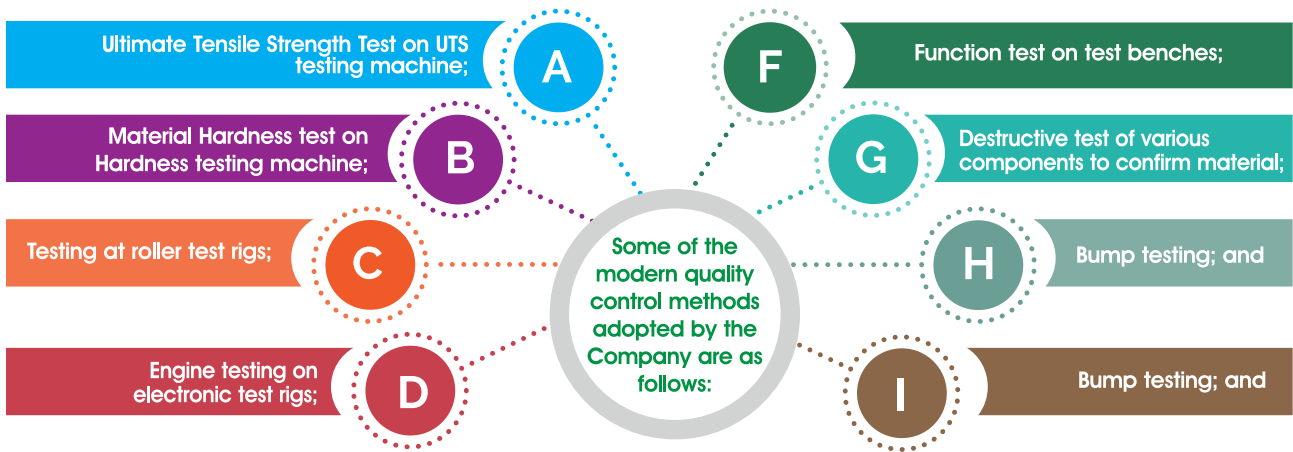 Ultimate Tensile Strength Test on UTS
testing machine;
A
Material Hardness test on
Hardness testing machine;
B
Testing at roller test rigs;
C
Engine testing on
electronic test rigs;
D
Some of the
modern quality
control methods
adopted by the
Company are as
follows:
F
Function test on test benches;
G
Destructive test of various
components to confirm material;
H
Bump testing; and
I
Bump testing; and